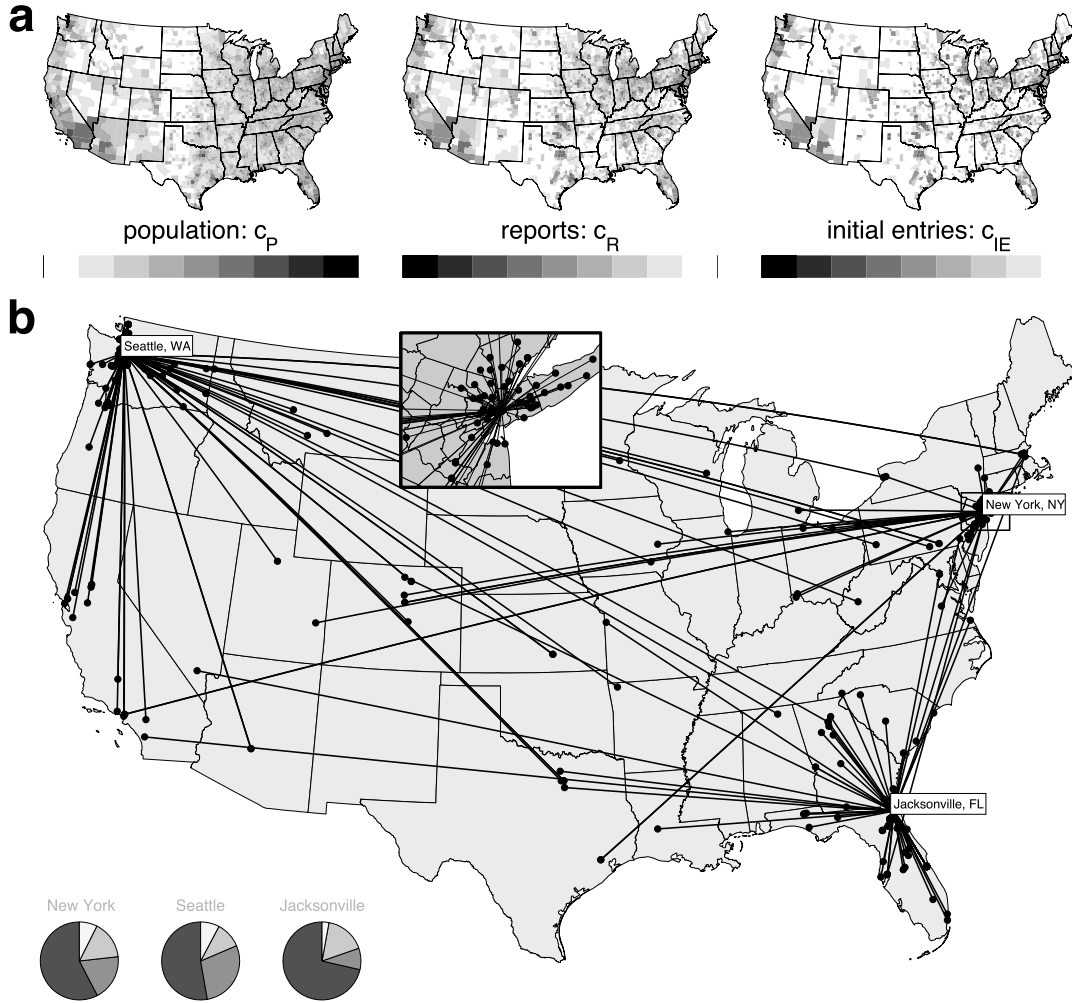 a
population: cP
reports: cR
initial entries: cIE
b
Seattle, WA
New York, NY
Jacksonville, FL
New York
Seattle
Jacksonville